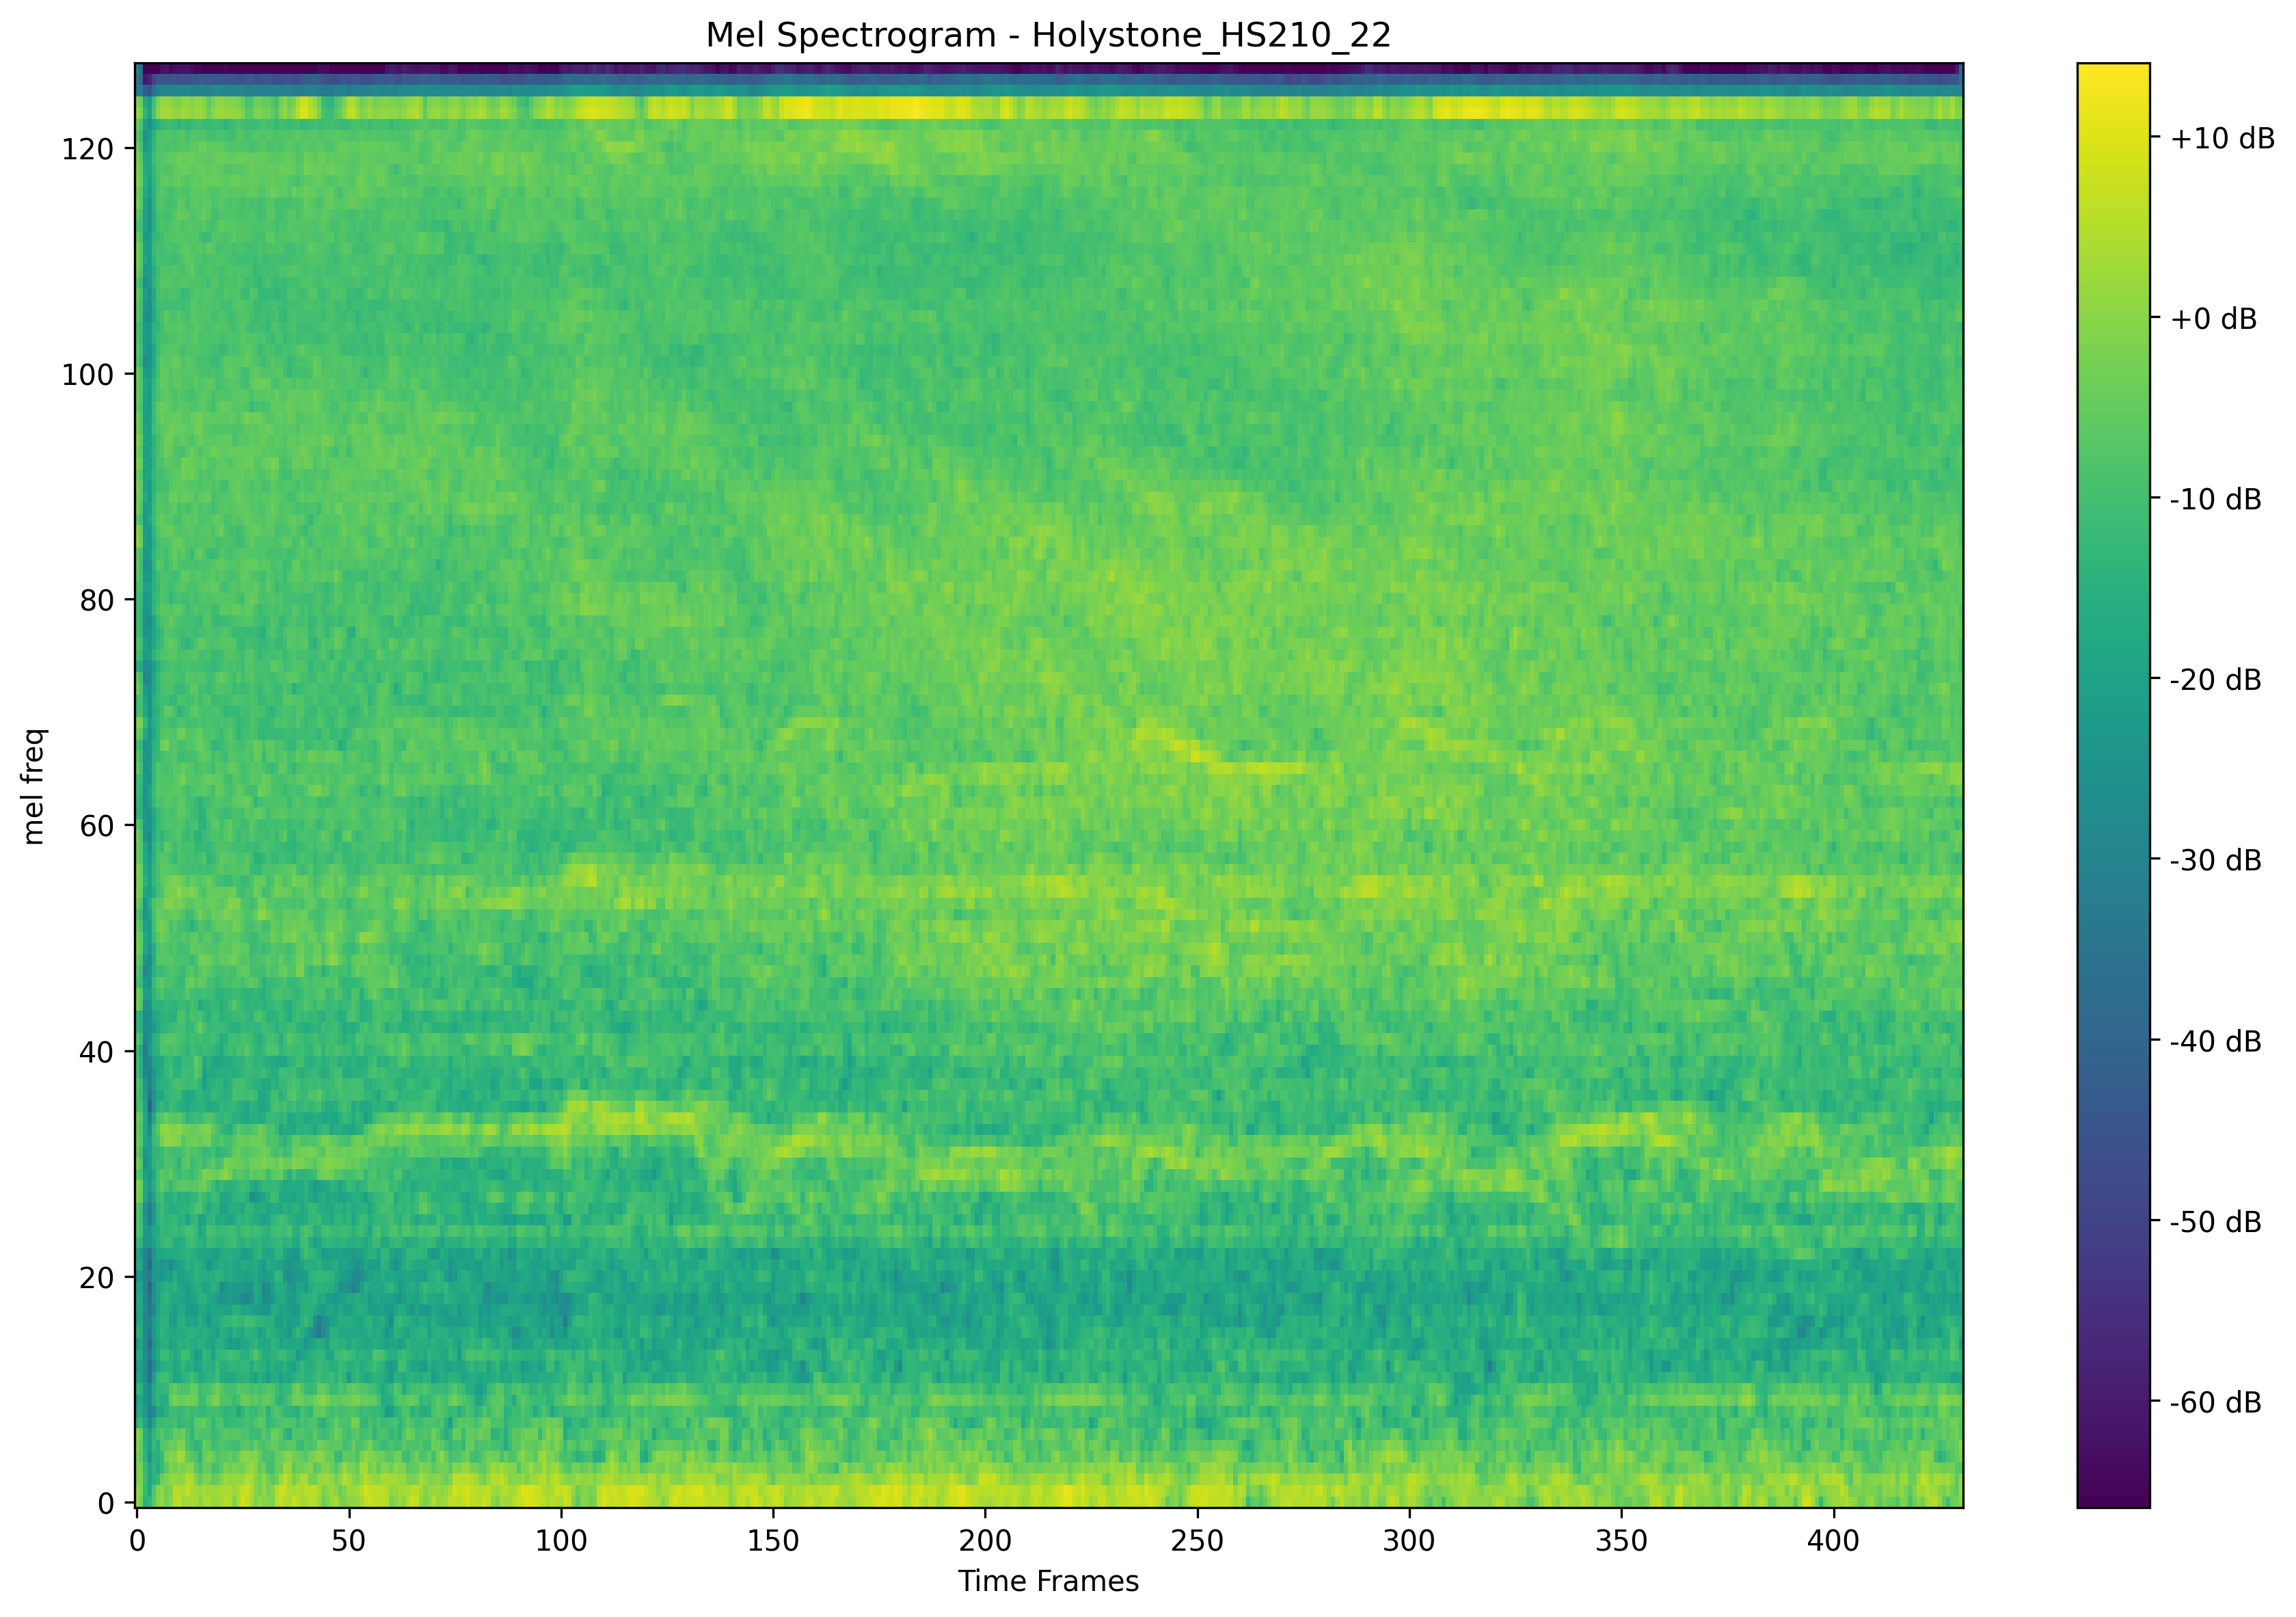 Mel Spectrogram - Holystone_HS210_22
mel freq
120
100
80
60
40
20
0
0 50 100 150 200 250 300 350 400
Time Frames
+10 dB
+0 dB
-10 dB
-20 dB
-30 dB
-40 dB
-50 dB
-60 dB